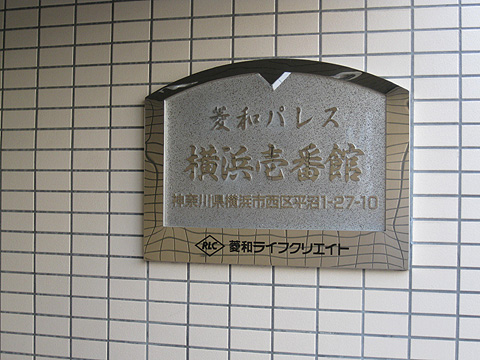 菱和パレス
横浜壱番館
神奈川県横浜市西区平沼1-27-10
RLC 菱和ライフクリエイト